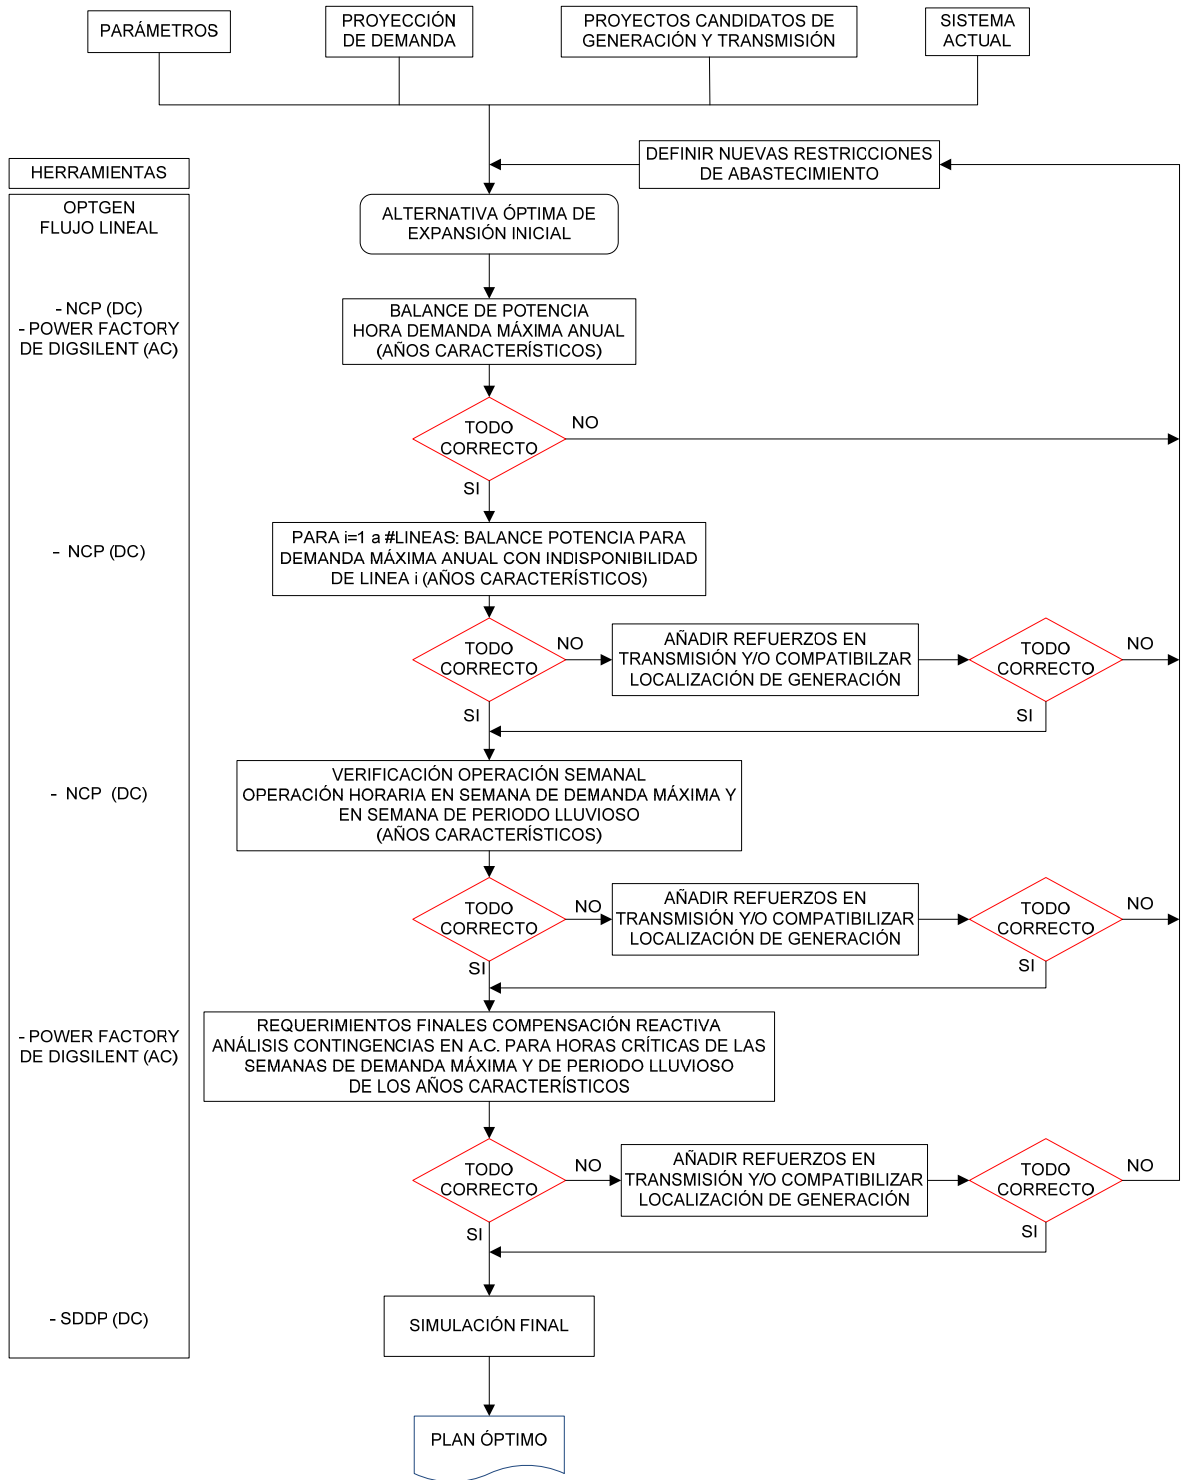 PARÁMETROS
PROYECCIÓN
DE DEMANDA
PROYECTOS CANDIDATOS DE
GENERACIÓN Y TRANSMISIÓN
SISTEMA
ACTUAL
DEFINIR NUEVAS RESTRICCIONES
DE ABASTECIMIENTO
HERRAMIENTAS
OPTGEN
FLUJO LINEAL
ALTERNATIVA ÓPTIMA DE
EXPANSIÓN INICIAL
- NCP (DC)
- POWER FACTORY
DE DIGSILENT (AC)
BALANCE DE POTENCIA
HORA DEMANDA MÁXIMA ANUAL
(AÑOS CARACTERÍSTICOS)
TODO
CORRECTO
NO
SI
- NCP (DC)
PARA i=1 a #LINEAS: BALANCE POTENCIA PARA
DEMANDA MÁXIMA ANUAL CON INDISPONIBILIDAD
DE LINEA i (AÑOS CARACTERÍSTICOS)
TODO
CORRECTO
NO
AÑADIR REFUERZOS EN
TRANSMISIÓN Y/O COMPATIBILZAR
LOCALIZACIÓN DE GENERACIÓN
TODO
CORRECTO
NO
SI
SI
- NCP (DC)
VERIFICACIÓN OPERACIÓN SEMANAL
OPERACIÓN HORARIA EN SEMANA DE DEMANDA MÁXIMA Y
EN SEMANA DE PERIODO LLUVIOSO
(AÑOS CARACTERÍSTICOS)
TODO
CORRECTO
NO
AÑADIR REFUERZOS EN
TRANSMISIÓN Y/O COMPATIBILIZAR
LOCALIZACIÓN DE GENERACIÓN
TODO
CORRECTO
NO
SI
SI
- POWER FACTORY
DE DIGSILENT (AC)
REQUERIMIENTOS FINALES COMPENSACIÓN REACTIVA
ANÁLISIS CONTINGENCIAS EN A.C. PARA HORAS CRÍTICAS DE LAS
SEMANAS DE DEMANDA MÁXIMA Y DE PERIODO LLUVIOSO
DE LOS AÑOS CARACTERÍSTICOS
TODO
CORRECTO
NO
AÑADIR REFUERZOS EN
TRANSMISIÓN Y/O COMPATIBILIZAR
LOCALIZACIÓN DE GENERACIÓN
TODO
CORRECTO
NO
SI
SI
- SDDP (DC)
SIMULACIÓN FINAL
PLAN ÓPTIMO